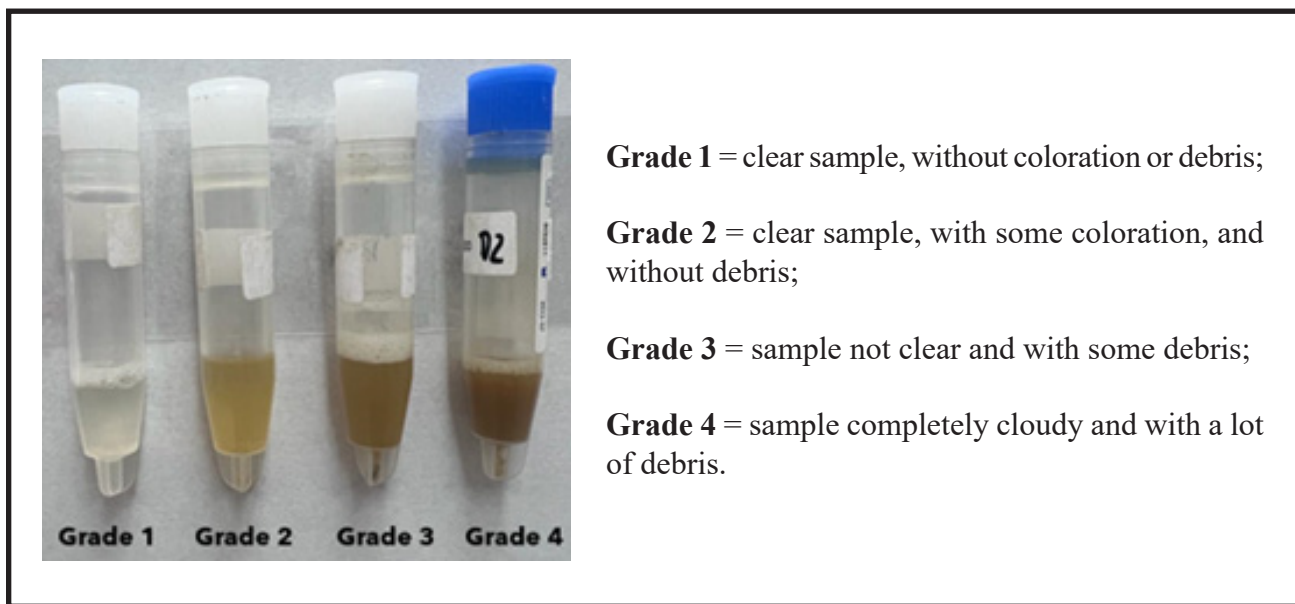 Grade 1 = clear sample, without coloration or debris;
Grade 2 = clear sample, with some coloration, and
without debris;
Grade 3 = sample not clear and with some debris;
Grade 4 = sample completely cloudy and with a lot
of debris.
D2
Grade 1 Grade 2 Grade 3 Grade 4